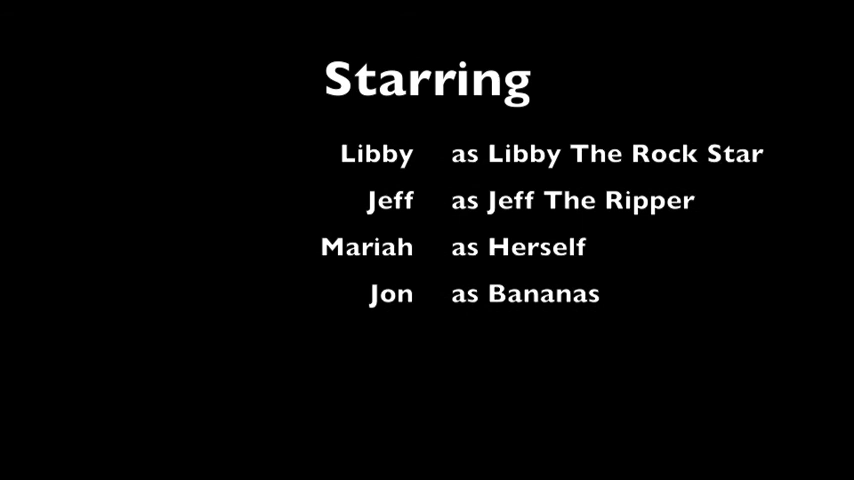 Starring
Libby as Libby The Rock Star
Jeff as Jeff The Ripper
Mariah as Herself
Jon as Bananas